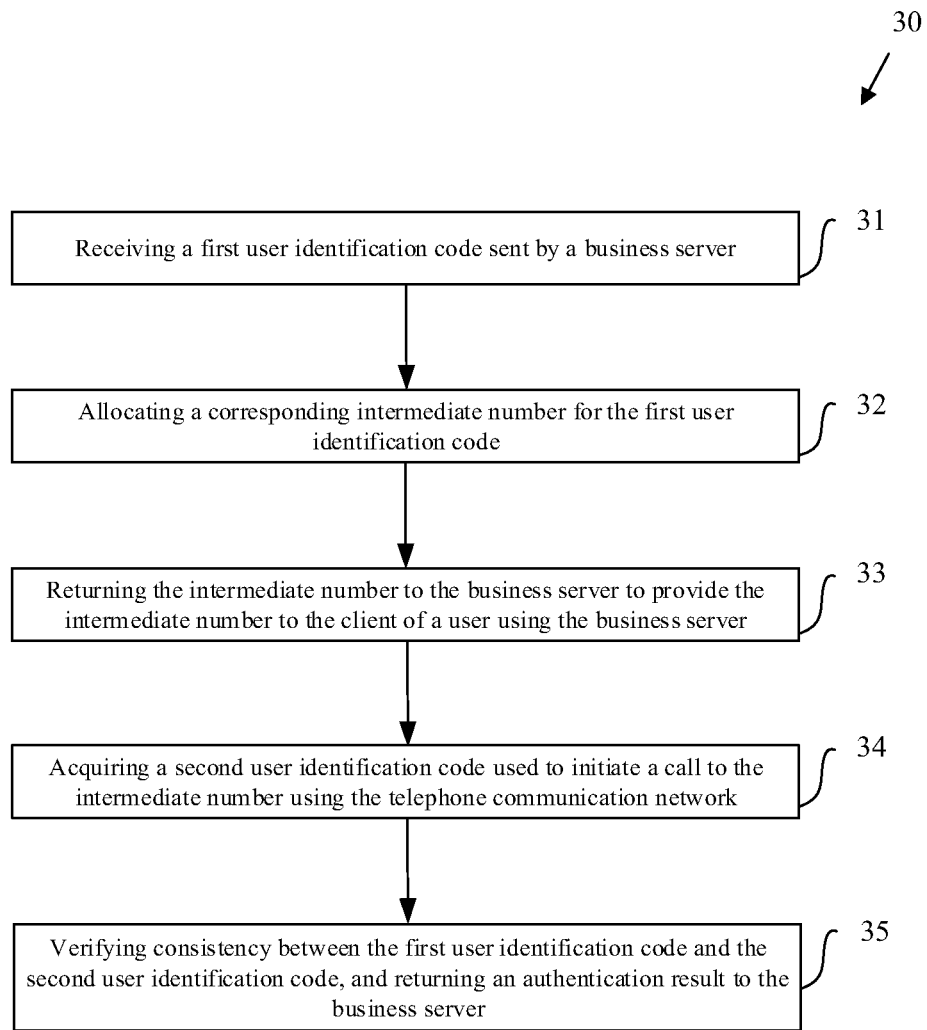 30
31
Receiving a first user identification code sent by a business server
32
Allocating a corresponding intermediate number for the first user
identification code
33
Returning the intermediate number to the business server to provide the
intermediate number to the client of a user using the business server
34
Acquiring a second user identification code used to initiate a call to the
intermediate number using the telephone communication network
35
Verifying consistency between the first user identification code and the
second user identification code, and returning an authentication result to the
business server